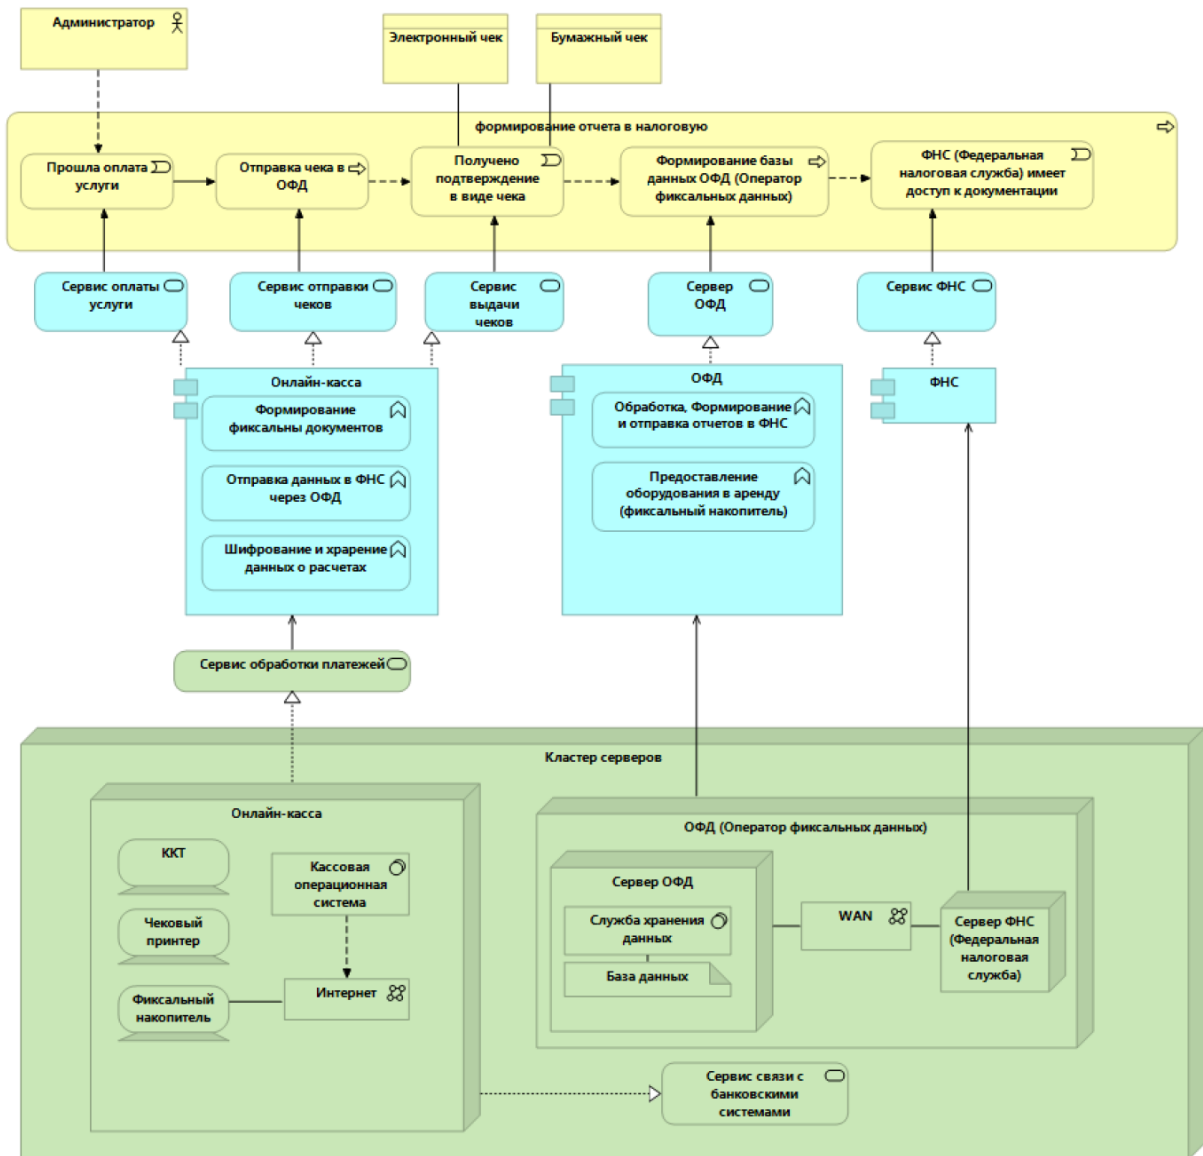 Администратор
Электронный чек
Бумажный чек
формирование отчета в налоговую
Прошла оплата
услуги
Отправка чека в
ОФД
Получено
подтверждение
в виде чека
Формирование базы
данных ОФД (Оператор
фиксальных данных)
ФНС (Федеральная
налоговая служба) имеет
доступ к документации
Сервис оплаты
услуги
Сервис отправки
чеков
Сервис
выдачи
чеков
Сервер
ОФД
Сервис ФНС
Онлайн-касса
Формирование
фиксальны документов
Отправка данных в ФНС
через ОФД
Шифрование и храрение
данных о расчетах
ОФД
Обработка, Формирование
и отправка отчетов в ФНС
Предоставление
оборудования в аренду
(фиксальный накопитель)
ФНС
Сервис обработки платежей
Кластер серверов
Онлайн-касса
ККТ
Чековый
принтер
Фиксальный
накопитель
Кассовая
операционная
система
Интернет
ОФД (Оператор фиксальных данных)
Сервер ОФД
Служба хранения
данных
База данных
WAN
Сервер ФНС
(Федеральная
налоговая
служба)
Сервис связи с
банковскими
системами